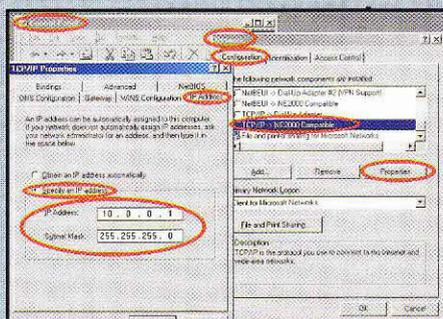 Control Panel
Network
Configuration Identification Access Control
The following network components are installed:
NetBEUI -> Dial-Up Adapter #2 (VPN Support)
NetBEUI -> NE2000 Compatible
TCP/IP -> Dial-Up Adapter
TCP/IP -> NE2000 Compatible
File and printer sharing for Microsoft Networks
Add...
Remove
Properties
Primary Network Logon:
Client for Microsoft Networks
File and Print Sharing
Description
TCP/IP is the protocol you use to connect to the Internet and
wide-area networks.
OK
Cancel
TCP/IP Properties
Bindings Advanced NetBIOS
DNS Configuration Gateway WINS Configuration IP Address
An IP address can be automatically assigned to this computer.
If your network does not automatically assign IP addresses, ask
your network administrator for an address, and then type it in
the space below.
Obtain an IP address automatically
Specify an IP address:
IP Address: 10.0.0.1
Subnet Mask: 255.255.255.0